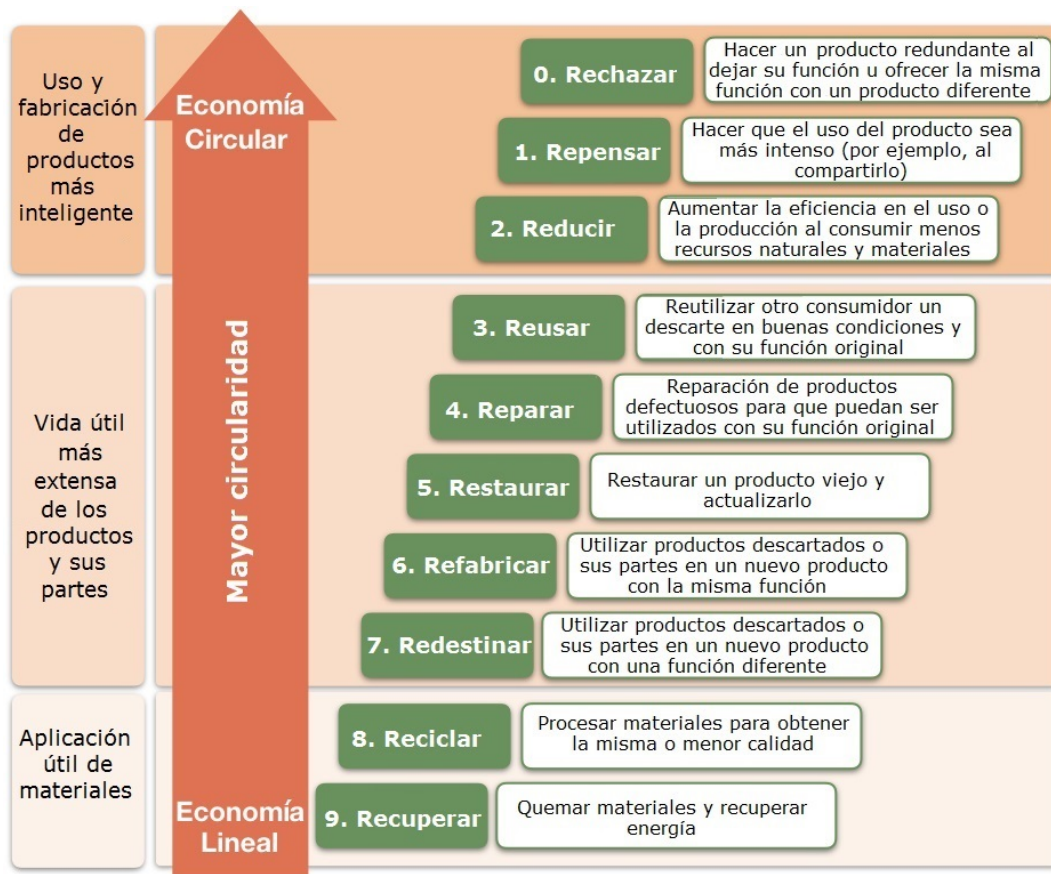 Uso y
fabricación
de
productos
más
inteligente
Economía
Circular
0. Rechazar
Hacer un producto redundante al
dejar su función u ofrecer la misma
función con un producto diferente
1. Repensar
Hacer que el uso del producto sea
más intenso (por ejemplo, al
compartirlo)
2. Reducir
Aumentar la eficiencia en el uso o
la producción al consumir menos
recursos naturales y materiales
Vida útil
más
extensa
de los
productos
y sus
partes
Mayor circularidad
3. Reusar
Reutilizar otro consumidor un
descarte en buenas condiciones y
con su función original
4. Reparar
Reparación de productos
defectuosos para que puedan ser
utilizados con su función original
5. Restaurar
Restaurar un producto viejo y
actualizarlo
6. Refabricar
Utilizar productos descartados o
sus partes en un nuevo producto
con la misma función
7. Redestinar
Utilizar productos descartados o
sus partes en un nuevo producto
con una función diferente
Aplicación
útil de
materiales
8. Reciclar
Procesar materiales para obtener
la misma o menor calidad
Economía
Lineal
9. Recuperar
Quemar materiales y recuperar
energía